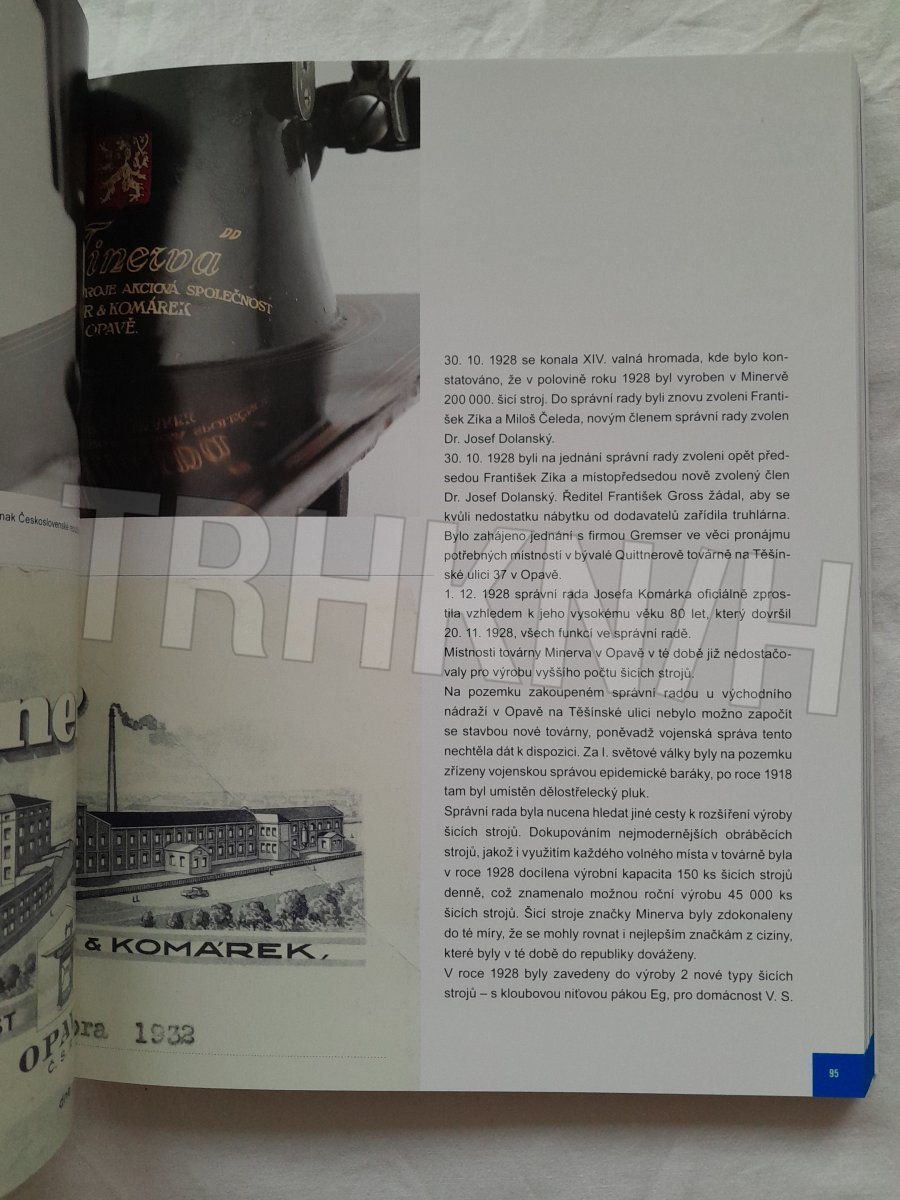 Minerva
ROJE AKCIOVÁ SPOLEČNOST
R & KOMÁREK
OPAVĚ.
nak Československé
30. 10. 1928 se konala XIV. valná hromada, kde bylo kon-
statováno, že v polovině roku 1928 byl vyroben v Minervě
200 000. šicí stroj. Do správní rady byli znovu zvoleni Franti-
šek Zíka a Miloš Čeleda, novým členem správní rady zvolen
Dr. Josef Dolanský.
30. 10. 1928 byli na jednání správní rady zvoleni opět před-
sedou František Zíka a místopředsedou nově zvolený člen
Dr. Josef Dolanský. Ředitel František Gross žádal, aby se
kvůli nedostatku nábytku od dodavatelů zařídila truhlárna.
Bylo zahájeno jednání s firmou Gremser ve věci pronájmu
potřebných místností v bývalé Quittnerově továrně na Těšín-
ské ulici 37 v Opavě.
1. 12. 1928 správní rada Josefa Komárka oficiálně zpros-
tila vzhledem k jeho vysokému věku 80 let, který dovršil
20. 11. 1928, všech funkcí ve správní radě.
Místnosti továrny Minerva v Opavě v té době již nedostačo-
valy pro výrobu vyššího počtu šicích strojů.
Na pozemku zakoupeném správní radou u východního
nádraží v Opavě na Těšínské ulici nebylo možno započít
se stavbou nové továrny, poněvadž vojenská správa tento
nechtěla dát k dispozici. Za I. světové války byly na pozemku
zřízeny vojenskou správou epidemické baráky, po roce 1918
tam byl umístěn dělostřelecký pluk.
Správní rada byla nucena hledat jiné cesty k rozšíření výroby
šicích strojů. Dokupováním nejmodernějších obráběcích
strojů, jakož i využitím každého volného místa v továrně byla
v roce 1928 docílena výrobní kapacita 150 ks šicích strojů
denně, což znamenalo možnou roční výrobu 45 000 ks
šicích strojů. Šicí stroje značky Minerva byly zdokonaleny
do té míry, že se mohly rovnat i nejlepším značkám z ciziny,
které byly v té době do republiky dováženy.
V roce 1928 byly zavedeny do výroby 2 nové typy šicích
strojů – s kloubovou niťovou pákou Eg, pro domácnost V. S.
TRHKNIH
ne
& KOMÁREK,
ST
OPA
Č. S.
bra 1932
95